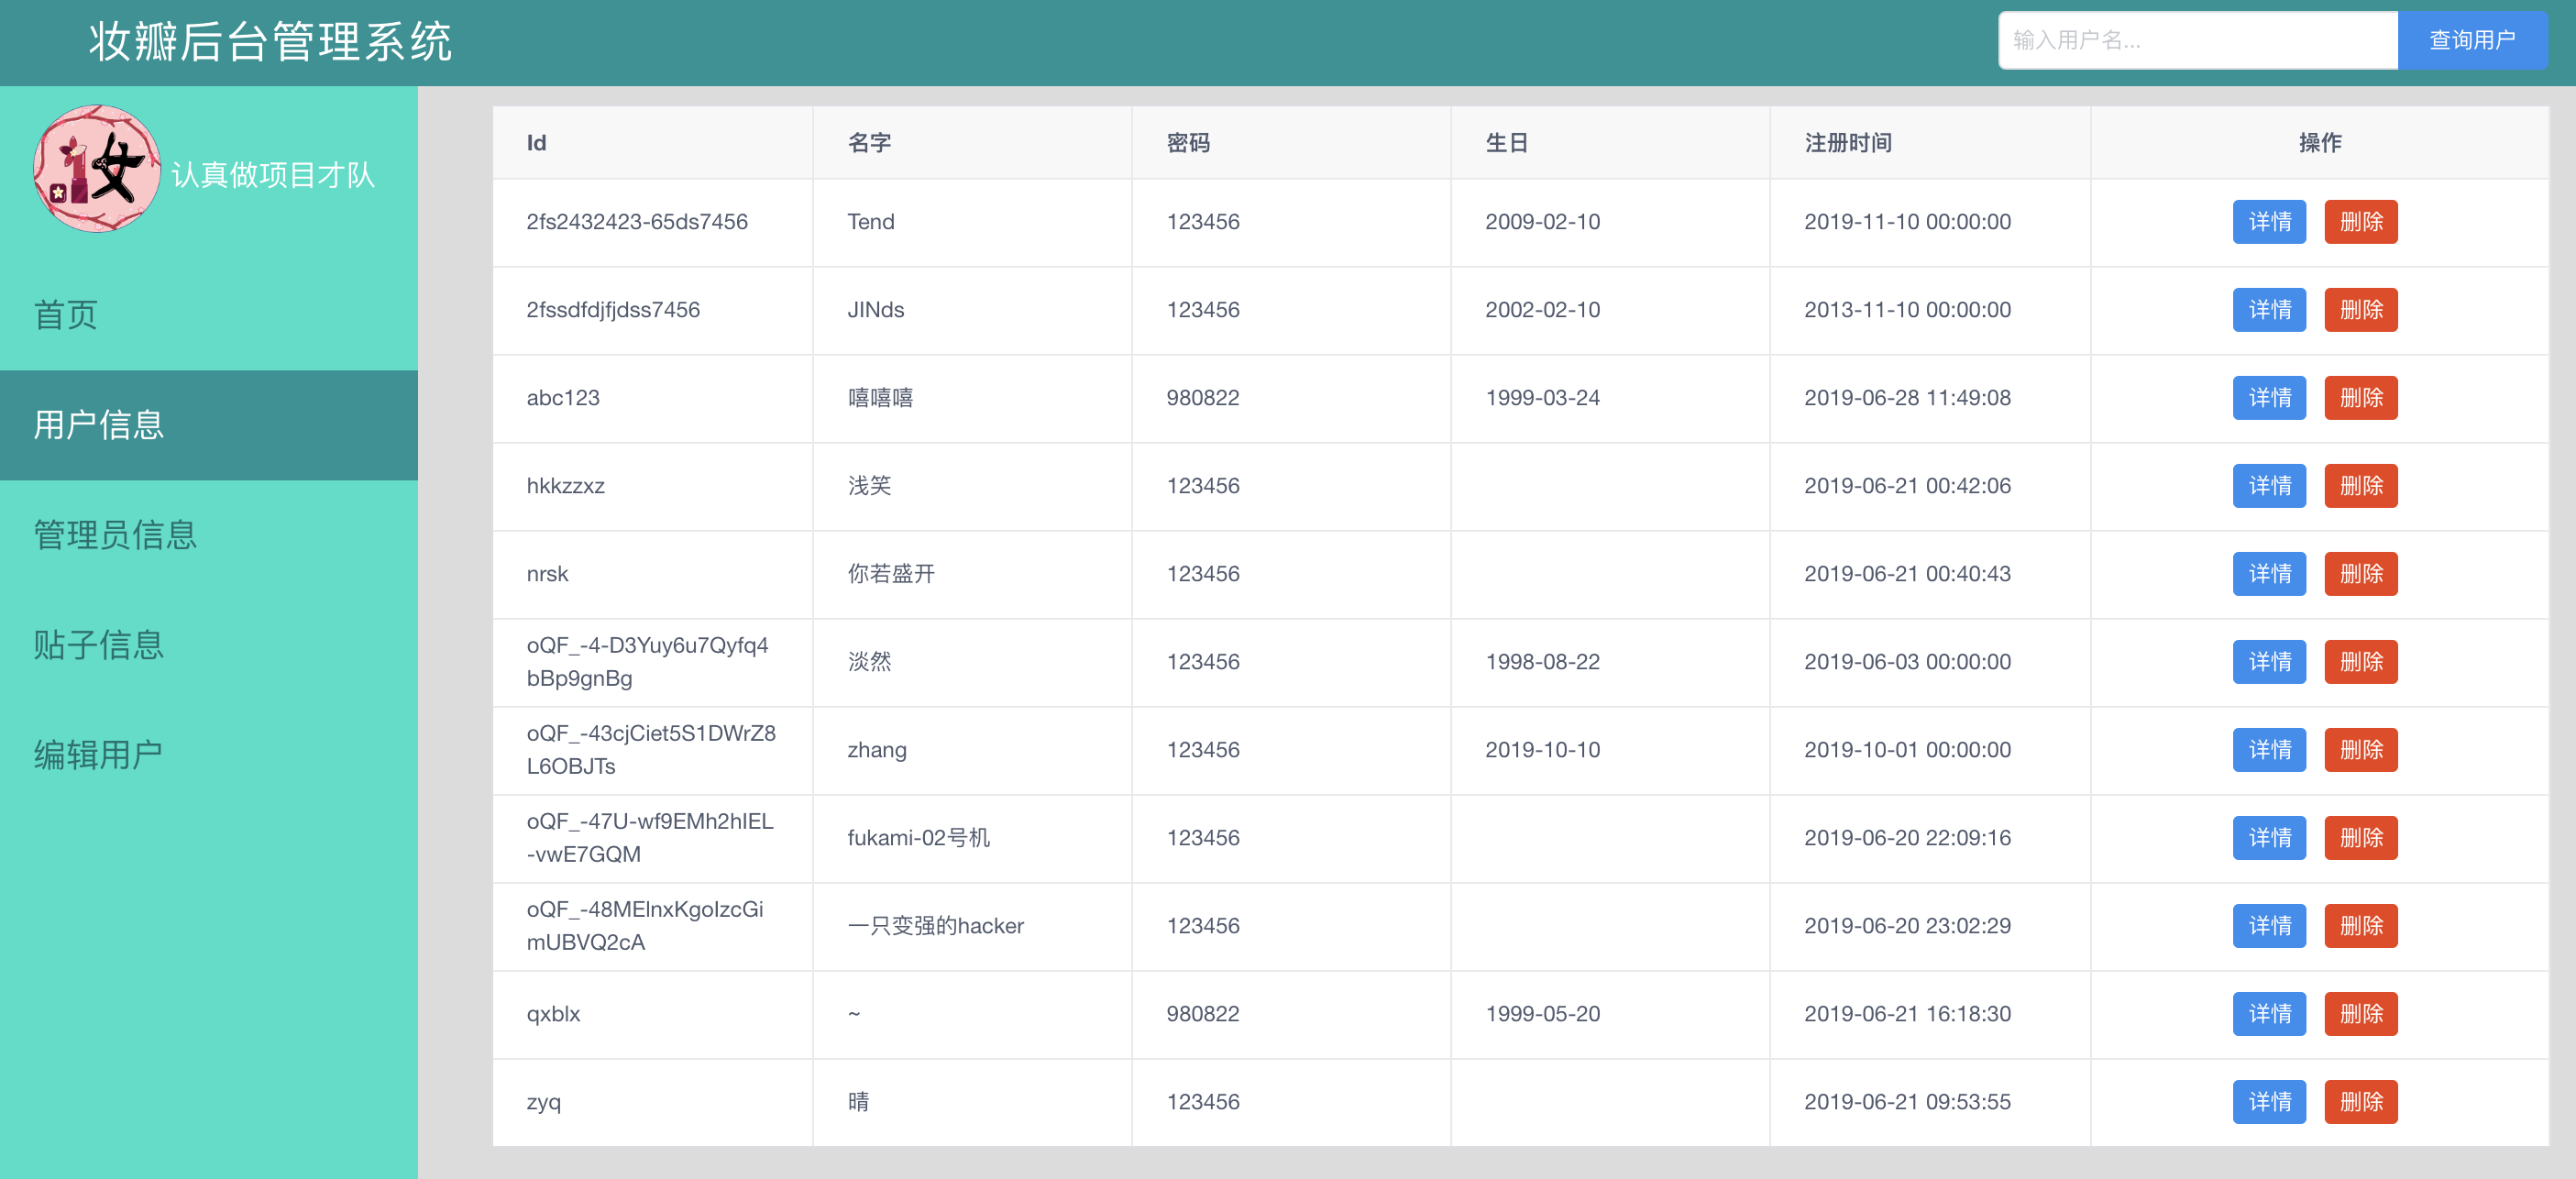 妆瓣后台管理系统
输入用户名...
查询用户
女
认真做项目才队
首页
用户信息
管理员信息
贴子信息
编辑用户
Id 名字 密码 生日 注册时间 操作
2fs2432423-65ds7456 Tend 123456 2009-02-10 2019-11-10 00:00:00 详情 删除
2fssdfdjfjdss7456 JINds 123456 2002-02-10 2013-11-10 00:00:00 详情 删除
abc123 嘻嘻嘻 980822 1999-03-24 2019-06-28 11:49:08 详情 删除
hkkzzxz 浅笑 123456 2019-06-21 00:42:06 详情 删除
nrsk 你若盛开 123456 2019-06-21 00:40:43 详情 删除
oQF_-4-D3Yuy6u7Qyfq4
bBp9gnBg 淡然 123456 1998-08-22 2019-06-03 00:00:00 详情 删除
oQF_-43cjCiet5S1DWrZ8
L6OBJTs zhang 123456 2019-10-10 2019-10-01 00:00:00 详情 删除
oQF_-47U-wf9EMh2hIEL
-vwE7GQM fukami-02号机 123456 2019-06-20 22:09:16 详情 删除
oQF_-48MElnxKgoIzcGi
mUBVQ2cA 一只变强的hacker 123456 2019-06-20 23:02:29 详情 删除
qxblx ~ 980822 1999-05-20 2019-06-21 16:18:30 详情 删除
zyq 晴 123456 2019-06-21 09:53:55 详情 删除